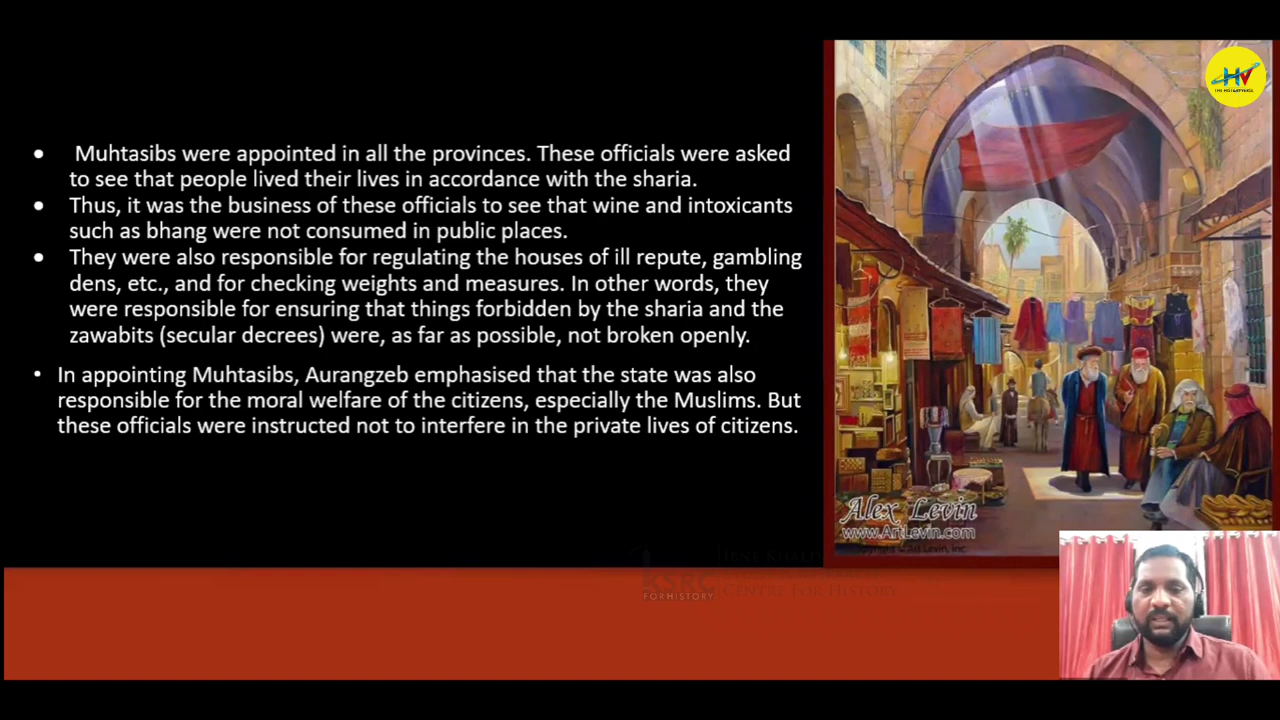 Muhtasibs were appointed in all the provinces. These officials were asked
to see that people lived their lives in accordance with the sharia.
Thus, it was the business of these officials to see that wine and intoxicants
such as bhang were not consumed in public places.
They were also responsible for regulating the houses of ill repute, gambling
dens, etc., and for checking weights and measures. In other words, they
were responsible for ensuring that things forbidden by the sharia and the
zawabits (secular decrees) were, as far as possible, not broken openly.
In appointing Muhtasibs, Aurangzeb emphasised that the state was also
responsible for the moral welfare of the citizens, especially the Muslims. But
these officials were instructed not to interfere in the private lives of citizens.
HV
Alex Levin
www.ArtLevin.com
KSRC
FORHISTORY
CENTRE FOR HISTORY